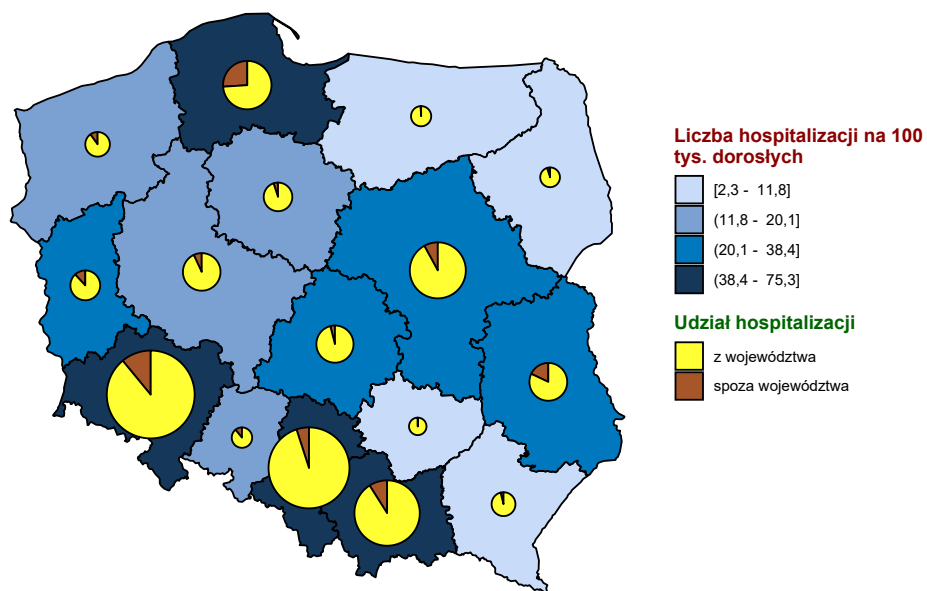 Liczba hospitalizacji na 100
tys. dorosłych
[2,3 - 11,8]
(11,8 - 20,1]
(20,1 - 38,4]
(38,4 - 75,3]
Udział hospitalizacji
z województwa
spoza województwa